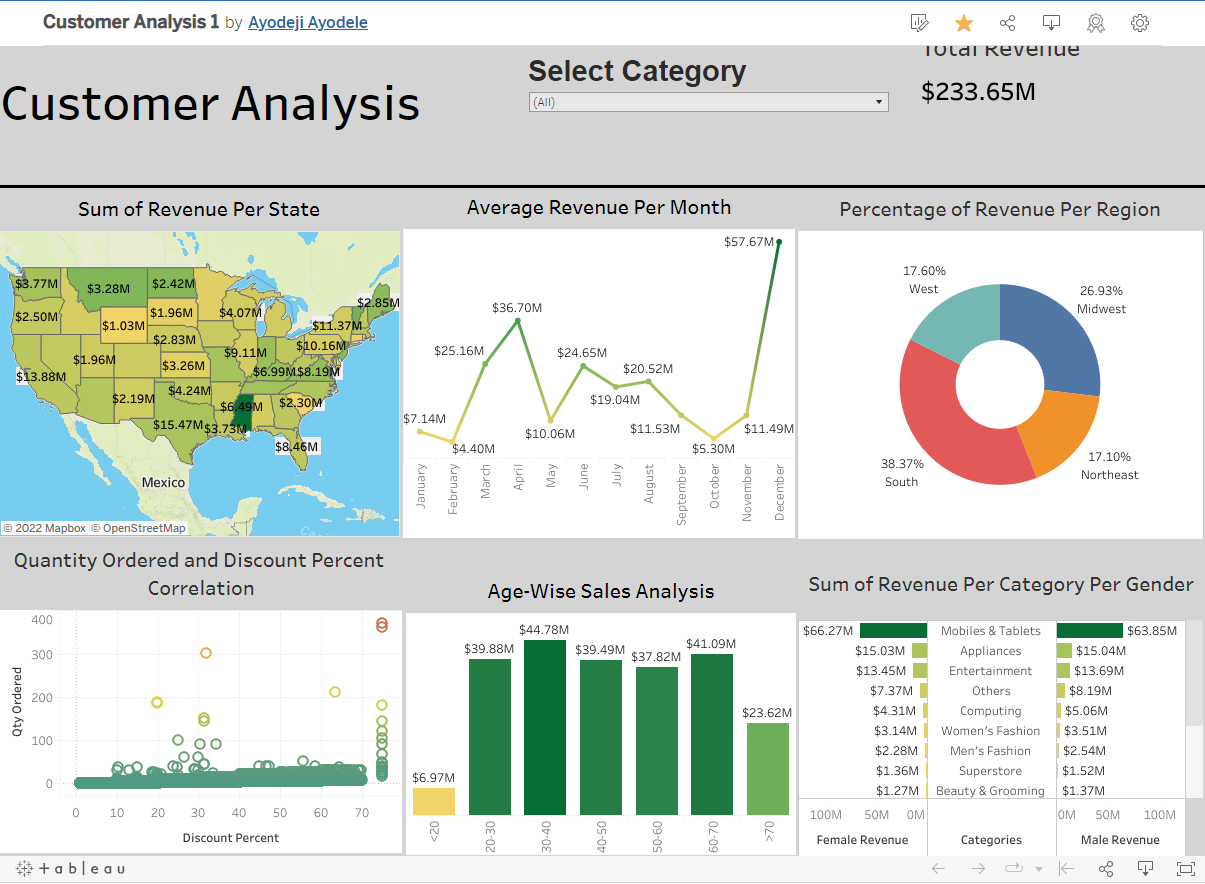 Customer Analysis 1 by Ayodeji Ayodele
Customer Analysis
Select Category
(All)
Total Revenue
$233.65M
Sum of Revenue Per State
$3.77M
$3.28M
$2.42M
$2.85M
$2.50M
$1.03M
$1.96M
$4.07M
$11.37M
$2.83M
$10.16M
$1.96M
$9.11M
$13.88M
$3.26M
$6.99M
$8.19M
$2.19M
$4.24M
$6.49M
$2.30M
$15.47M
$3.73M
$8.46M
Mexico
© 2022 Mapbox © OpenStreetMap
Average Revenue Per Month
$57.67M
$36.70M
$25.16M
$24.65M
$20.52M
$19.04M
$7.14M
$10.06M
$11.53M
$11.49M
$4.40M
$5.30M
January
February
March
April
May
June
July
August
September
October
November
December
Percentage of Revenue Per Region
17.60%
West
26.93%
Midwest
38.37%
South
17.10%
Northeast
Quantity Ordered and Discount Percent
Correlation
Qty Ordered
400
300
200
100
0
0 10 20 30 40 50 60 70
Discount Percent
Age-Wise Sales Analysis
$6.97M
$39.88M
$44.78M
$39.49M
$37.82M
$41.09M
$23.62M
<20
20-30
30-40
40-50
50-60
60-70
>70
Sum of Revenue Per Category Per Gender
$66.27M Mobiles & Tablets $63.85M
$15.03M Appliances $15.04M
$13.45M Entertainment $13.69M
$7.37M Others $8.19M
$4.31M Computing $5.06M
$3.14M Women's Fashion $3.51M
$2.28M Men's Fashion $2.54M
$1.36M Superstore $1.52M
$1.27M Beauty & Grooming $1.37M
100M 50M 0M 0M 50M 100M
Female Revenue Categories Male Revenue
+ a b | e a u